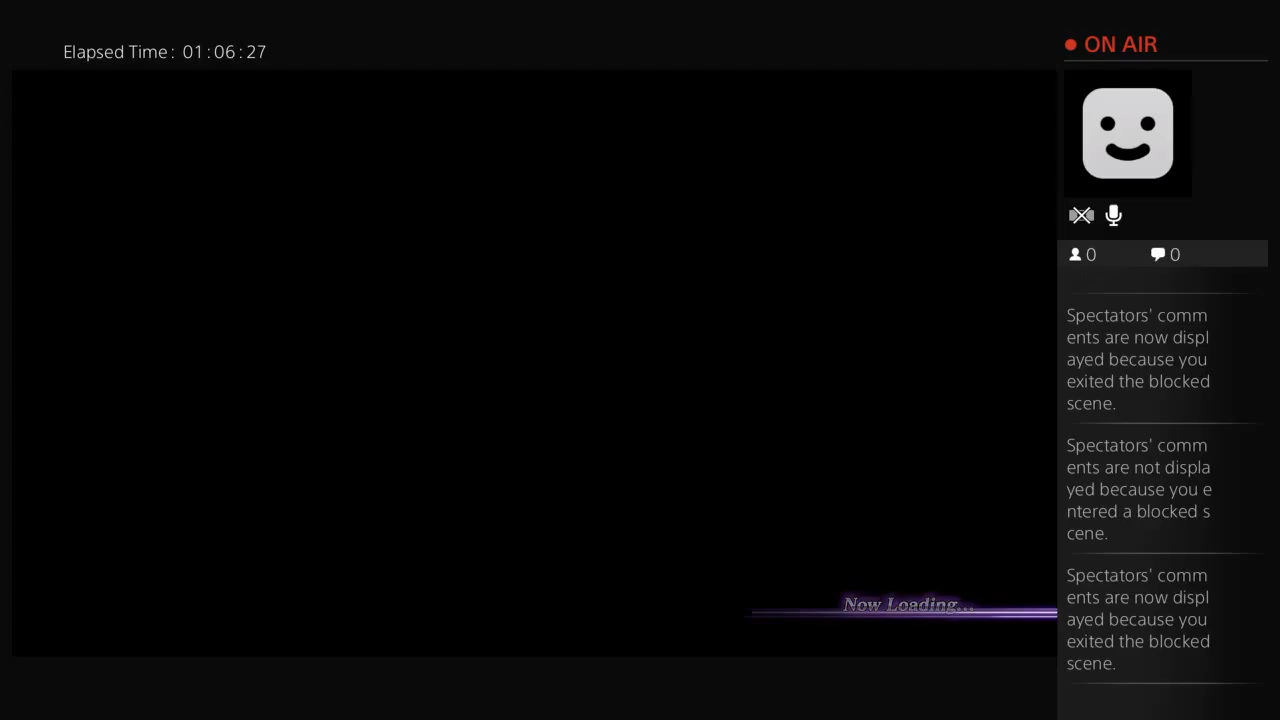 Elapsed Time: 01:06:27
ON AIR
0 0
Spectators' comm
ents are now displ
ayed because you
exited the blocked
scene.
Spectators' comm
ents are not displa
yed because you e
ntered a blocked s
cene.
Spectators' comm
ents are now displ
ayed because you
exited the blocked
scene.
Now Loading...